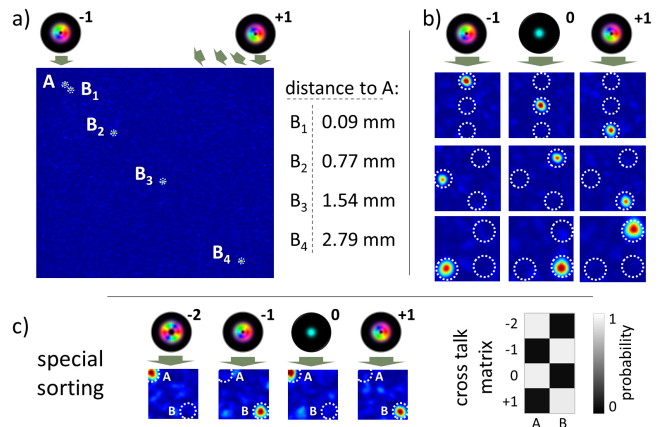 a)
-1
+1
A
B₁
B₂
B₃
B₄
distance to A:
B₁ 0.09 mm
B₂ 0.77 mm
B₃ 1.54 mm
B₄ 2.79 mm
b)
-1
0
+1
c)
-2
-1
0
+1
special
sorting
A
B
A
B
A
B
A
B
cross talk
matrix
-2
-1
0
+1
A B
1
0
probability